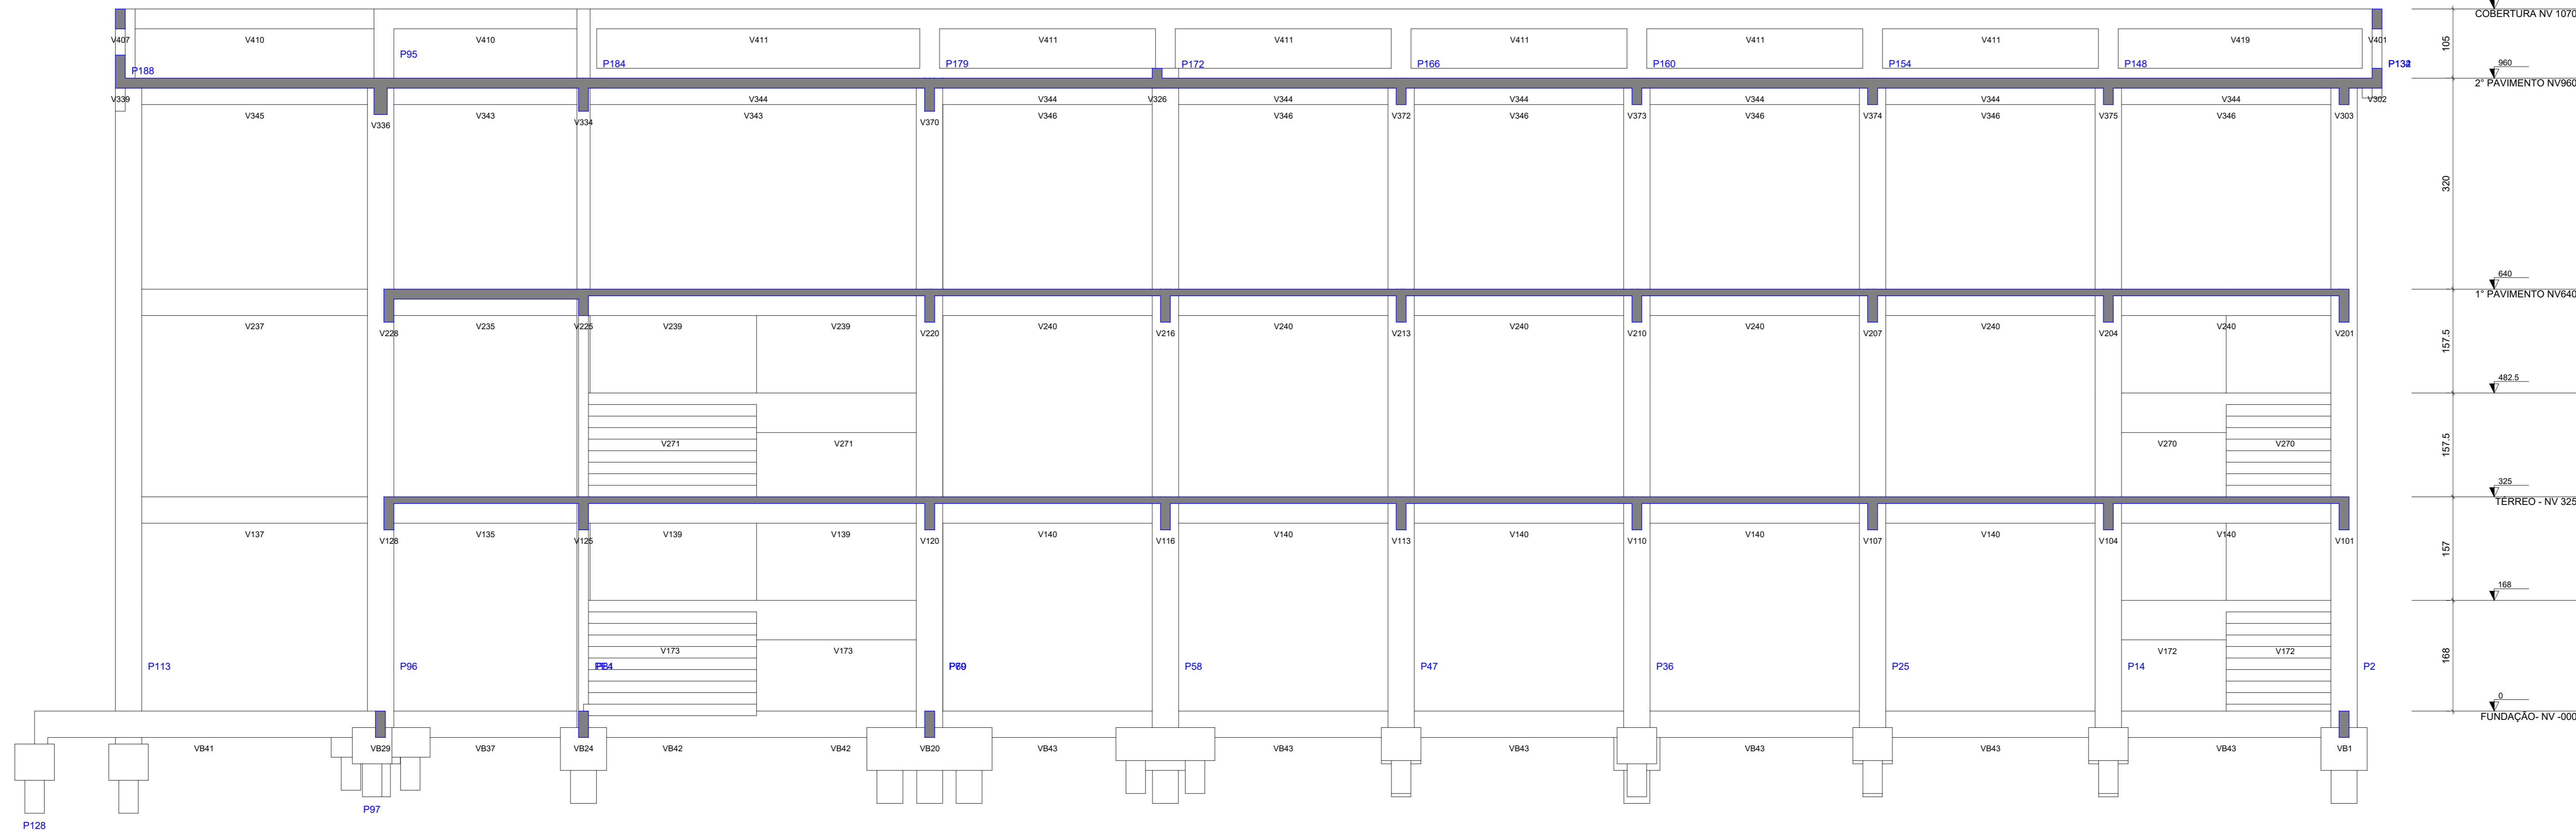 COBERTURA NV 1070
V407 V410 V410 V411 V411 V411 V411 V411 V411 V419 V401
105
P95
P188 P184 P179 P172 P166 P160 P154 P148
960
2° PAVIMENTO NV960
V339 V344 V344 V326 V344 V344 V344 V344 V344 V302
V345 V343 V343 V346 V346 V346 V346 V346 V346
V336 V334 V370 V372 V373 V374 V375 V303
320
640
1° PAVIMENTO NV640
V237 V235 V225 V239 V239 V240 V240 V240 V240 V240 V240
V228 V220 V216 V213 V210 V207 V204 V201
157.5
482.5
V271 V271 V270 V270
157.5
325
TÉRREO - NV 325
V137 V135 V139 V139 V140 V140 V140 V140 V140 V140
V128 V125 V120 V116 V113 V110 V107 V104 V101
157
168
V173 V173 V172 V172
168
P113 P96 P58 P47 P36 P25 P14 P2
0
FUNDAÇÃO- NV -000
VB41 VB29 VB37 VB24 VB42 VB42 VB20 VB43 VB43 VB43 VB43 VB43 VB43 VB1
P97
P128